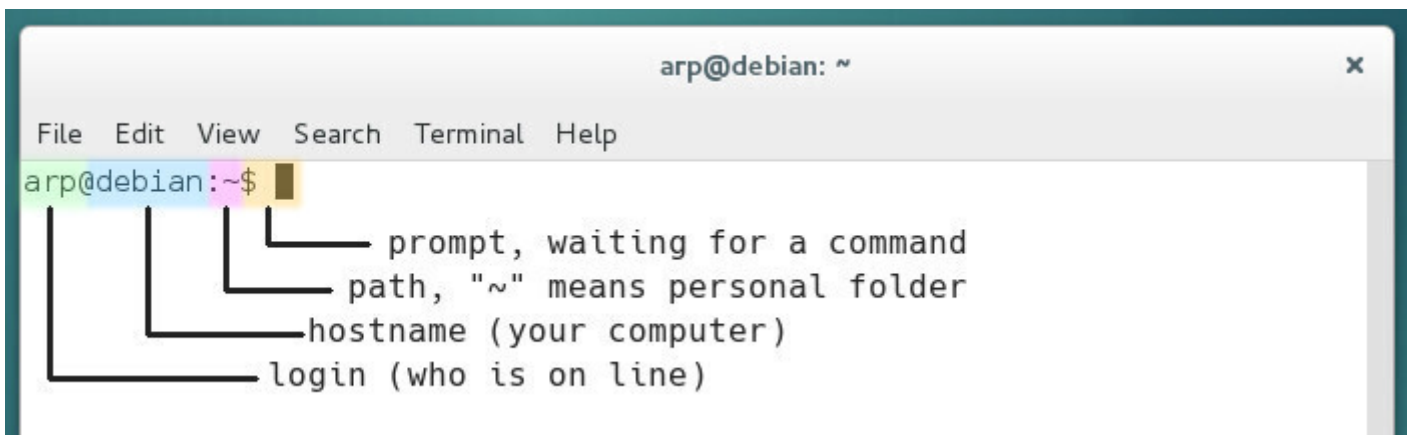 arp@debian: ~
File Edit View Search Terminal Help
arp@debian:~$
prompt, waiting for a command
path, "~" means personal folder
hostname (your computer)
login (who is on line)